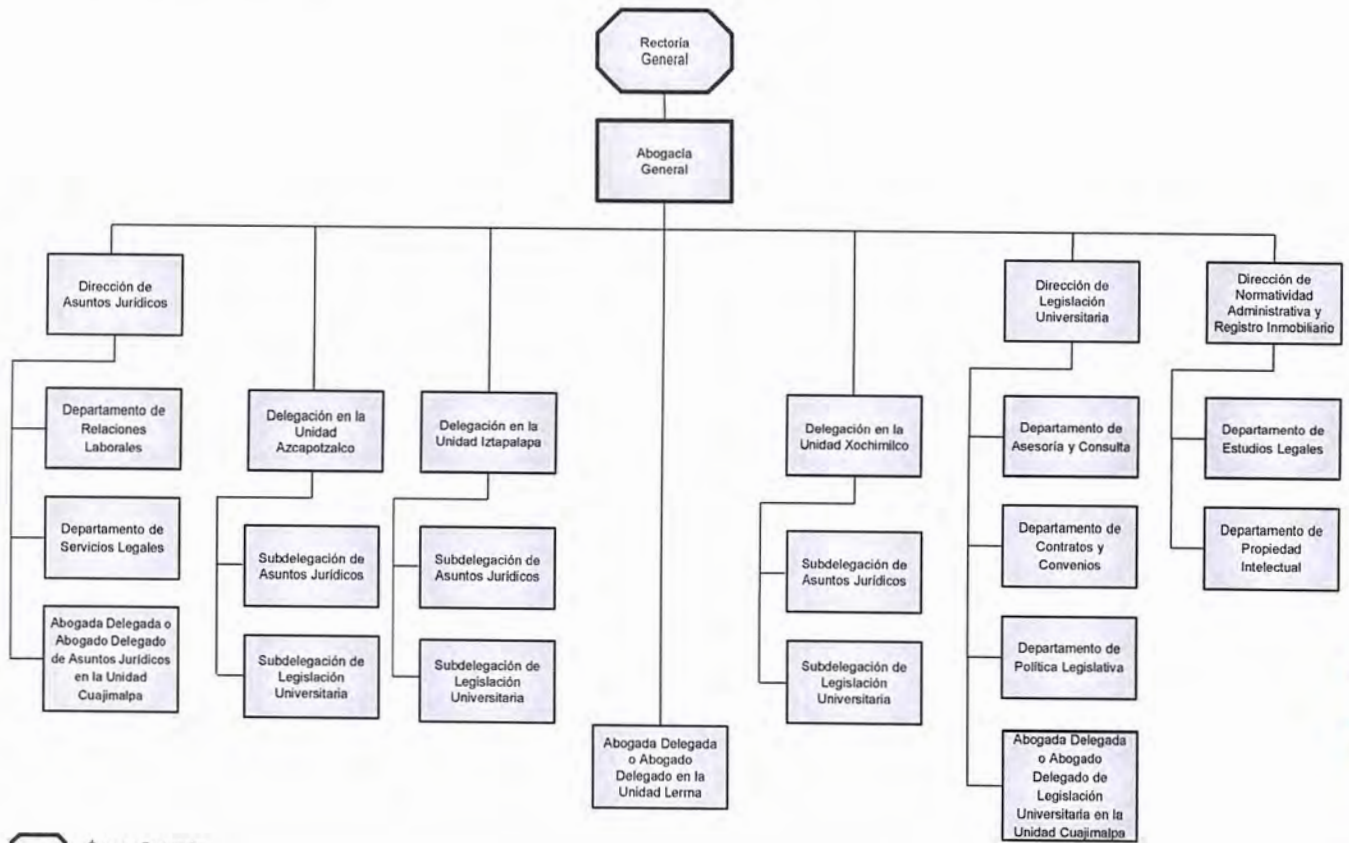 Rectoría
General
Abogacía
General
Dirección de
Asuntos Jurídicos
Departamento de
Relaciones
Laborales
Departamento de
Servicios Legales
Abogada Delegada o
Abogado Delegado
de Asuntos Jurídicos
en la Unidad
Cuajimalpa
Delegación en la
Unidad
Azcapotzalco
Subdelegación de
Asuntos Jurídicos
Subdelegación de
Legislación
Universitaria
Delegación en la
Unidad Iztapalapa
Subdelegación de
Asuntos Jurídicos
Subdelegación de
Legislación
Universitaria
Abogada Delegada
o Abogado
Delegado en la
Unidad Lerma
Delegación en la
Unidad Xochimilco
Subdelegación de
Asuntos Jurídicos
Subdelegación de
Legislación
Universitaria
Dirección de
Legislación
Universitaria
Departamento de
Asesoría y Consulta
Departamento de
Contratos y
Convenios
Departamento de
Política Legislativa
Abogada Delegada
o Abogado
Delegado de
Legislación
Universitaria en la
Unidad Cuajimalpa
Dirección de
Normatividad
Administrativa y
Registro Inmobiliario
Departamento de
Estudios Legales
Departamento de
Propiedad
Intelectual